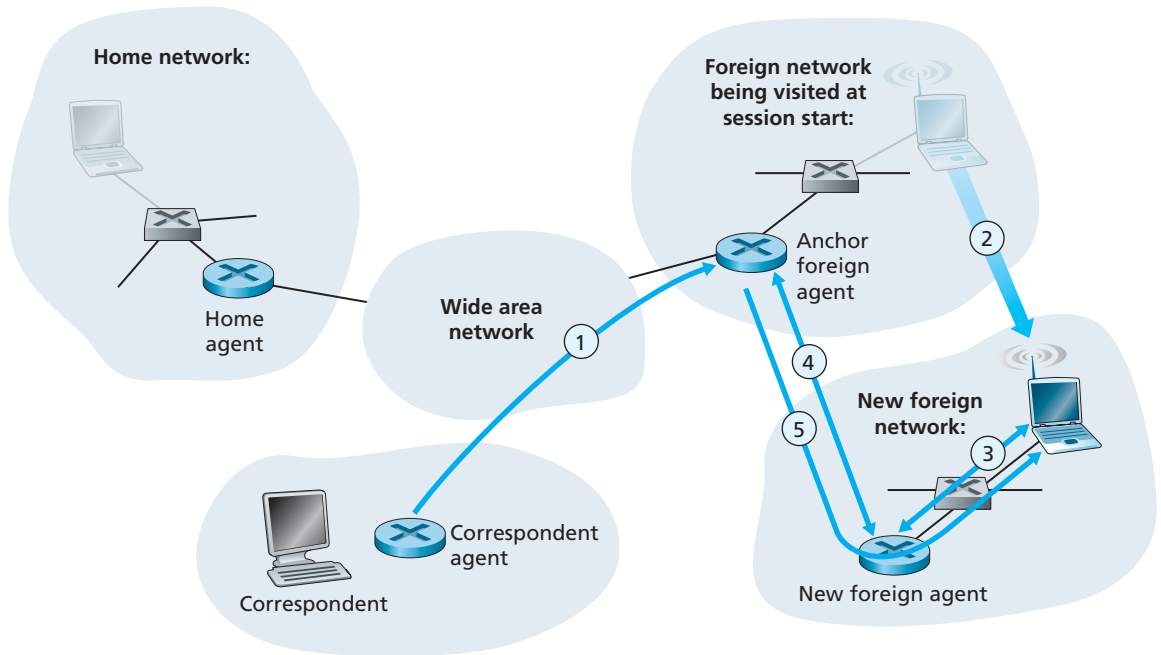 Home network:
Foreign network
being visited at
session start:
2
Anchor
foreign
agent
Wide area
network
1
Home
agent
4
New foreign
network:
5
3
Correspondent
agent
Correspondent
New foreign agent